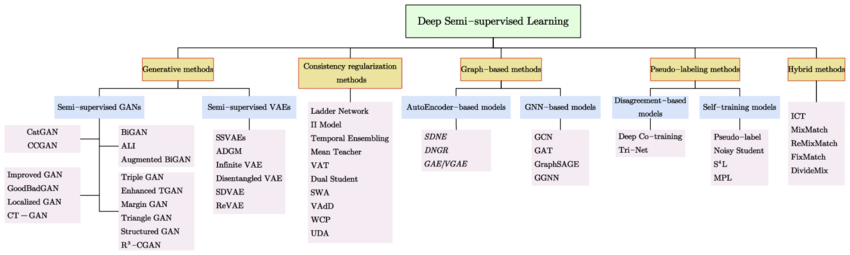 Deep Semi-supervised Learning
Generative methods
Consistency regularization
methods
Graph-based methods
Pseudo-labeling methods
Hybrid methods
Semi-supervised GANs
Semi-supervised VAEs
AutoEncoder-based models
GNN-based models
Disagreement-based
models
Self-training models
CatGAN
CCGAN
BiGAN
ALI
Augmented BiGAN
Improved GAN
GoodBadGAN
Localized GAN
CT-GAN
Triple GAN
Enhanced TGAN
Margin GAN
Triangle GAN
Structured GAN
R³-CGAN
SSVAEs
ADGM
Infinite VAE
Disentangled VAE
SDVAE
ReVAE
Ladder Network
Π Model
Temporal Ensembling
Mean Teacher
VAT
Dual Student
SWA
VAdD
WCP
UDA
SDNE
DNGR
GAE/VGAE
GCN
GAT
GraphSAGE
GGNN
Deep Co-training
Tri-Net
Pseudo-label
Noisy Student
S⁴L
MPL
ICT
MixMatch
ReMixMatch
FixMatch
DivideMix